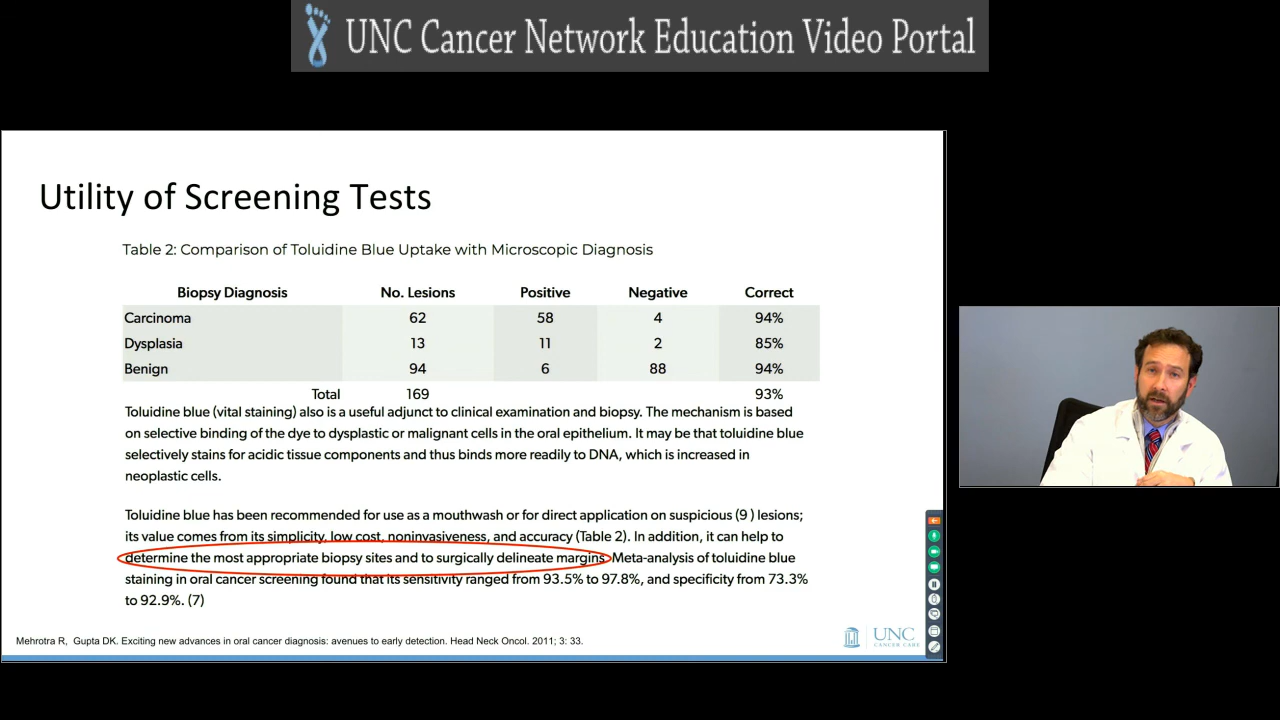 UNC Cancer Network Education Video Portal
Utility of Screening Tests
Table 2: Comparison of Toluidine Blue Uptake with Microscopic Diagnosis
Biopsy Diagnosis No. Lesions Positive Negative Correct
Carcinoma 62 58 4 94%
Dysplasia 13 11 2 85%
Benign 94 6 88 94%
Total 169 93%
Toluidine blue (vital staining) also is a useful adjunct to clinical examination and biopsy. The mechanism is based
on selective binding of the dye to dysplastic or malignant cells in the oral epithelium. It may be that toluidine blue
selectively stains for acidic tissue components and thus binds more readily to DNA, which is increased in
neoplastic cells.
Toluidine blue has been recommended for use as a mouthwash or for direct application on suspicious (9 ) lesions;
its value comes from its simplicity, low cost, noninvasiveness, and accuracy (Table 2). In addition, it can help to
determine the most appropriate biopsy sites and to surgically delineate margins. Meta-analysis of toluidine blue
staining in oral cancer screening found that its sensitivity ranged from 93.5% to 97.8%, and specificity from 73.3%
to 92.9%. (7)
Mehrotra R, Gupta DK. Exciting new advances in oral cancer diagnosis: avenues to early detection. Head Neck Oncol. 2011; 3: 33.
UNC
CANCER CARE